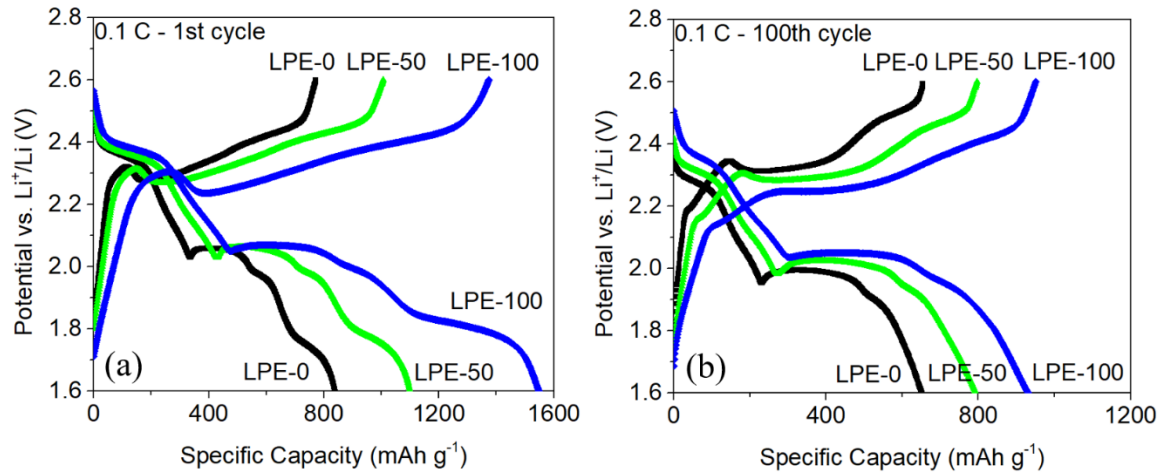 0.1 C - 1st cycle
LPE-0
LPE-50
LPE-100
LPE-100
LPE-0
LPE-50
(a)
2.8
2.6
2.4
2.2
2.0
1.8
1.6
Potential vs. Li⁺/Li (V)
0 400 800 1200 1600
Specific Capacity (mAh g⁻¹)
0.1 C - 100th cycle
LPE-0
LPE-50
LPE-100
LPE-0
LPE-50
LPE-100
(b)
2.8
2.6
2.4
2.2
2.0
1.8
1.6
Potential vs. Li⁺/Li (V)
0 400 800 1200
Specific Capacity (mAh g⁻¹)